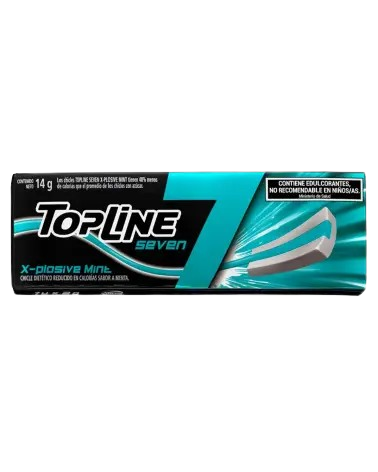 CONTENIDO
NETO
14 g
Los chicles TOPLINE SEVEN X-PLOSIVE MINT tienen 40% menos
de calorías que el promedio de los chicles con azúcar.
CONTIENE EDULCORANTES,
NO RECOMENDABLE EN NIÑOS/AS.
Ministerio de Salud
TOPLINE
seven
7
X-plosive Mint
CHICLE DIETÉTICO REDUCIDO EN CALORÍAS SABOR A MENTA.